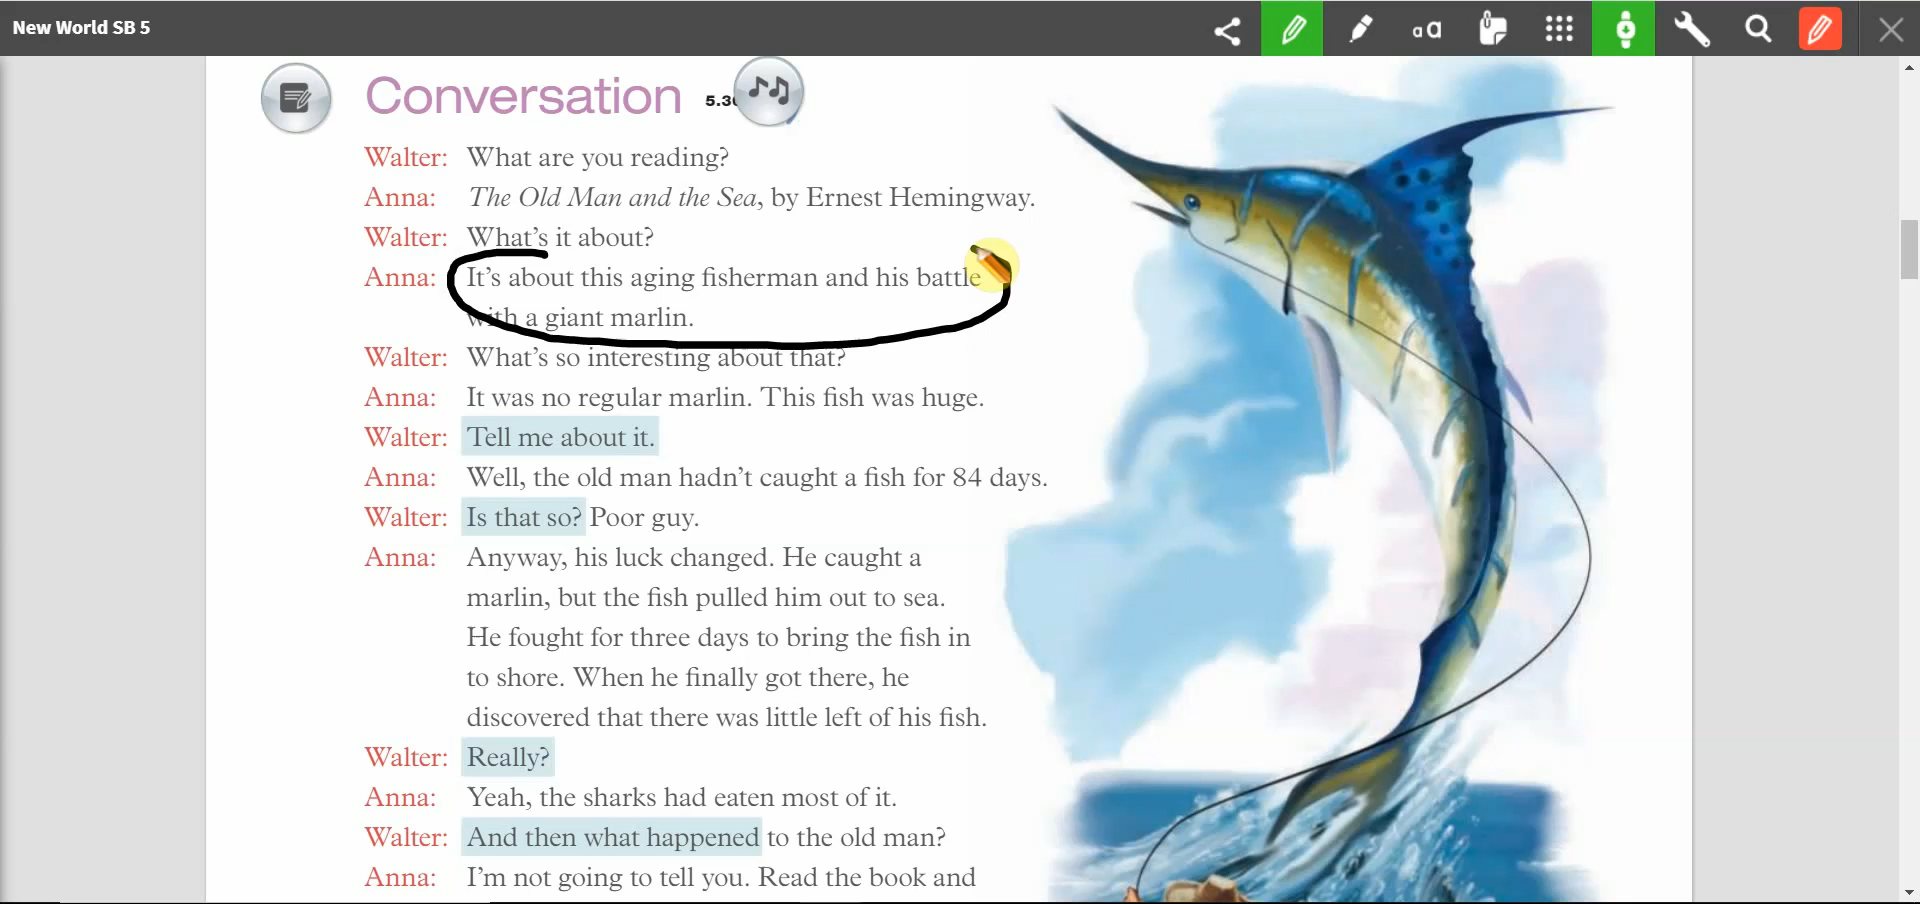 New World SB 5
aa
Conversation 5.30
Walter: What are you reading?
Anna: The Old Man and the Sea, by Ernest Hemingway.
Walter: What's it about?
Anna: It's about this aging fisherman and his battle
with a giant marlin.
Walter: What's so interesting about that?
Anna: It was no regular marlin. This fish was huge.
Walter: Tell me about it.
Anna: Well, the old man hadn't caught a fish for 84 days.
Walter: Is that so? Poor guy.
Anna: Anyway, his luck changed. He caught a
marlin, but the fish pulled him out to sea.
He fought for three days to bring the fish in
to shore. When he finally got there, he
discovered that there was little left of his fish.
Walter: Really?
Anna: Yeah, the sharks had eaten most of it.
Walter: And then what happened to the old man?
Anna: I'm not going to tell you. Read the book and